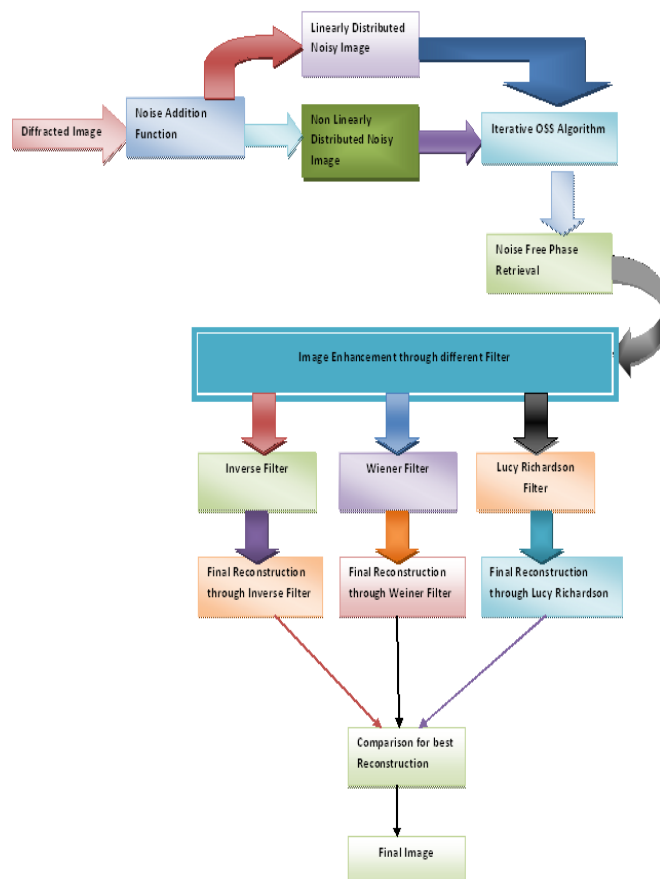 Linearly Distributed
Noisy Image
Diffracted Image
Noise Addition
Function
Non Linearly
Distributed Noisy
Image
Iterative OSS Algorithm
Noise Free Phase
Retrieval
Image Enhancement through different Filter
Inverse Filter
Wiener Filter
Lucy Richardson
Filter
Final Reconstruction
through Inverse Filter
Final Reconstruction
through Weiner Filter
Final Reconstruction
through Lucy Richardson
Comparison for best
Reconstruction
Final Image